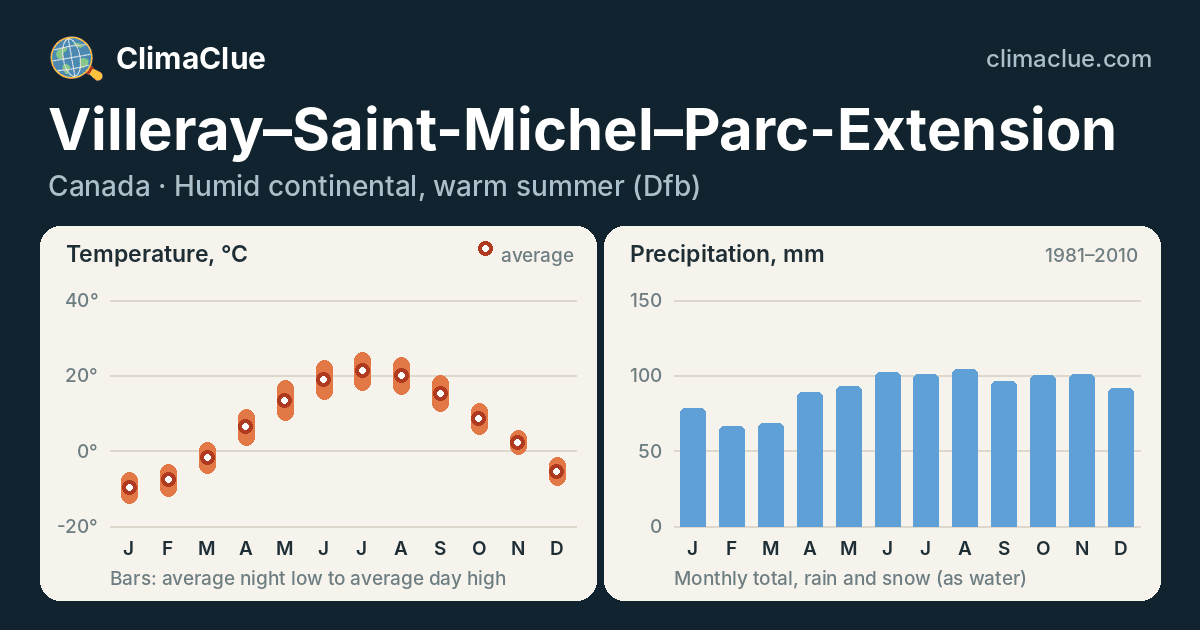 ClimaClue
climaclue.com
Villeray–Saint-Michel–Parc-Extension
Canada · Humid continental, warm summer (Dfb)
Temperature, °C
average
40°
20°
0°
-20°
J F M A M J J A S O N D
Bars: average night low to average day high
Precipitation, mm
1981–2010
150
100
50
0
J F M A M J J A S O N D
Monthly total, rain and snow (as water)